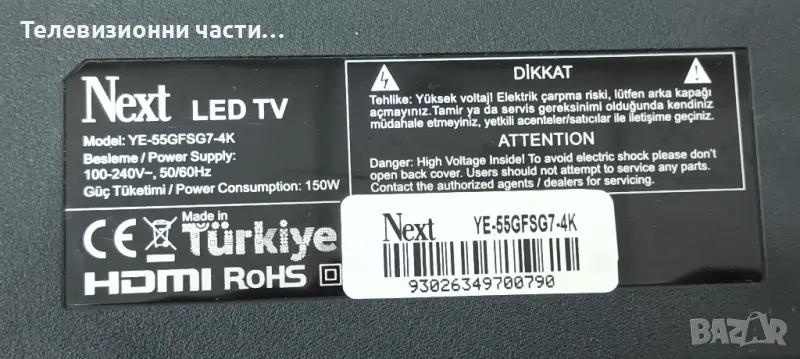 Телевизионни части...
Next LED TV
Model: YE-55GFSG7-4K
Besleme / Power Supply:
100-240V~, 50/60Hz
Güç Tüketimi / Power Consumption: 150W
DİKKAT
Tehlike: Yüksek voltaj! Elektrik çarpma riski, lütfen arka kapağı
açmayınız.Tamir ya da servis gereksinimi olduğunda kendiniz
müdahale etmeyiniz, yetkili acenteler/satıcılar ile iletişime geçiniz.
ATTENTION
Danger: High Voltage Inside! To avoid electric shock please don't
open back cover. Users should not attempt to service any parts.
Contact the authorized agents / dealers for servicing.
CE Made in
Türkiye
HDMI RoHS
Next YE-55GFSG7-4K
93026349700790
BAZAR